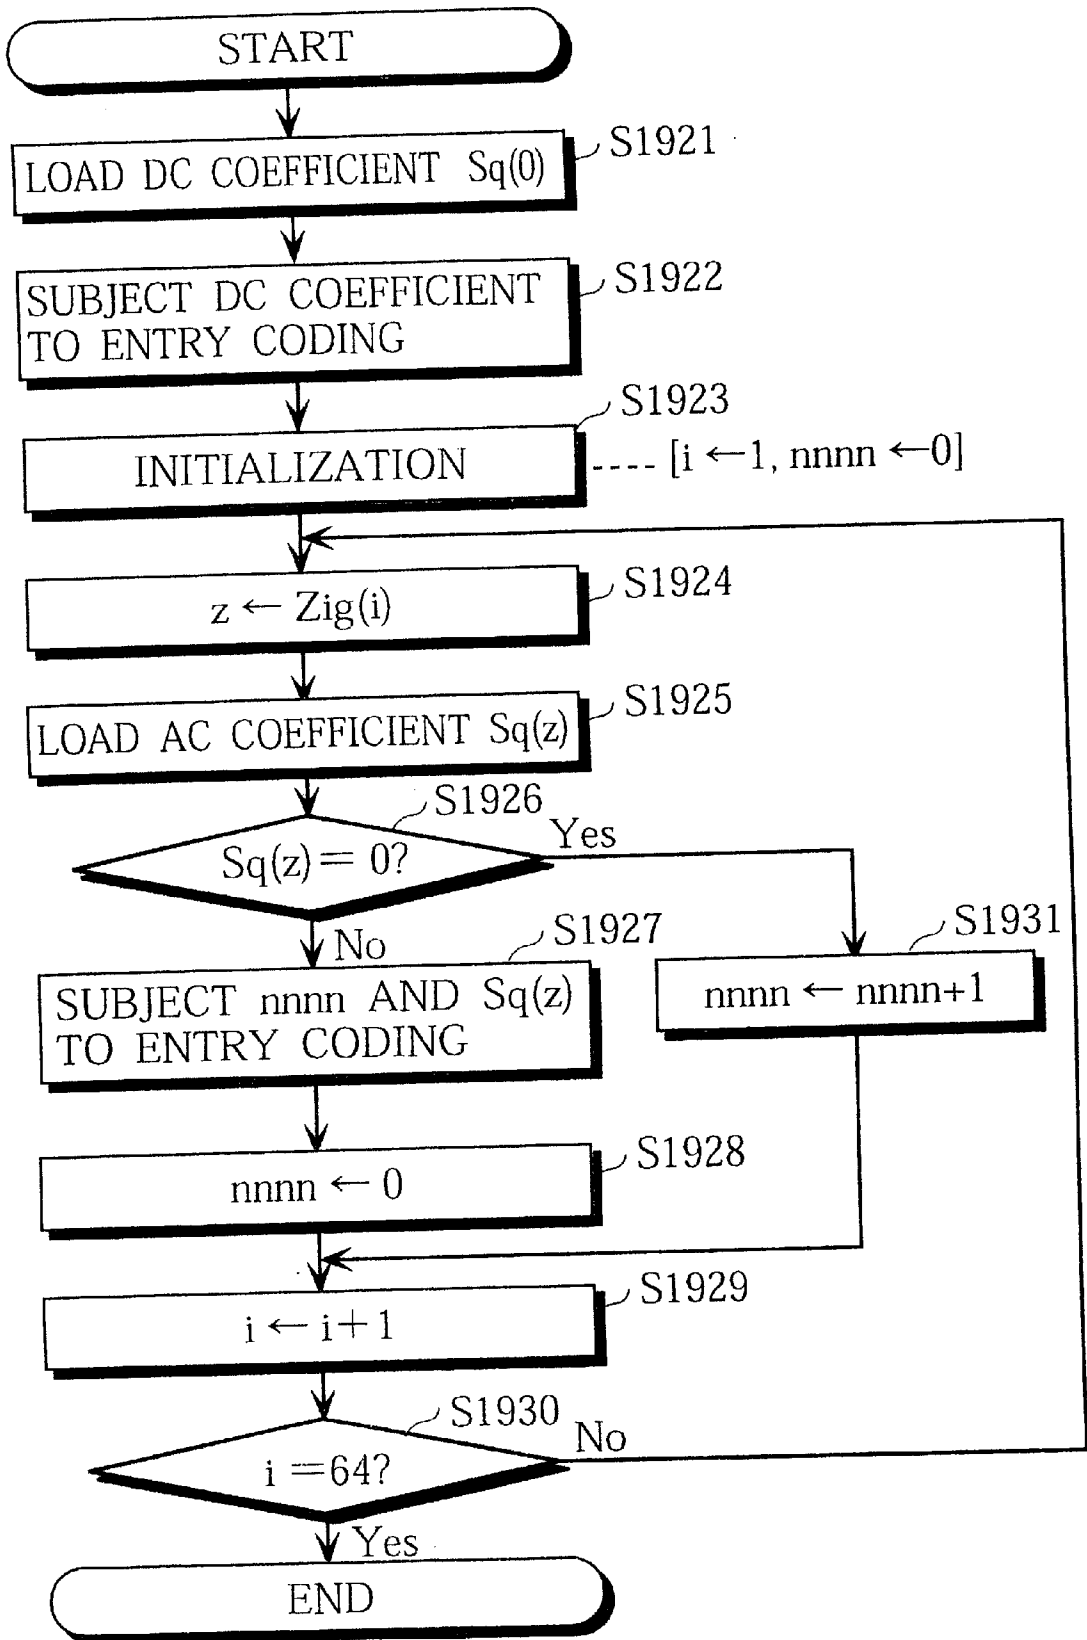 START
LOAD DC COEFFICIENT Sq(0)
S1921
SUBJECT DC COEFFICIENT
TO ENTRY CODING
S1922
INITIALIZATION
S1923
[i ←1, nnnn ←0]
z ← Zig(i)
S1924
LOAD AC COEFFICIENT Sq(z)
S1925
Sq(z) = 0?
S1926
Yes
No
SUBJECT nnnn AND Sq(z)
TO ENTRY CODING
S1927
nnnn ← nnnn+1
S1931
nnnn ← 0
S1928
i ← i+1
S1929
i =64?
S1930
No
Yes
END